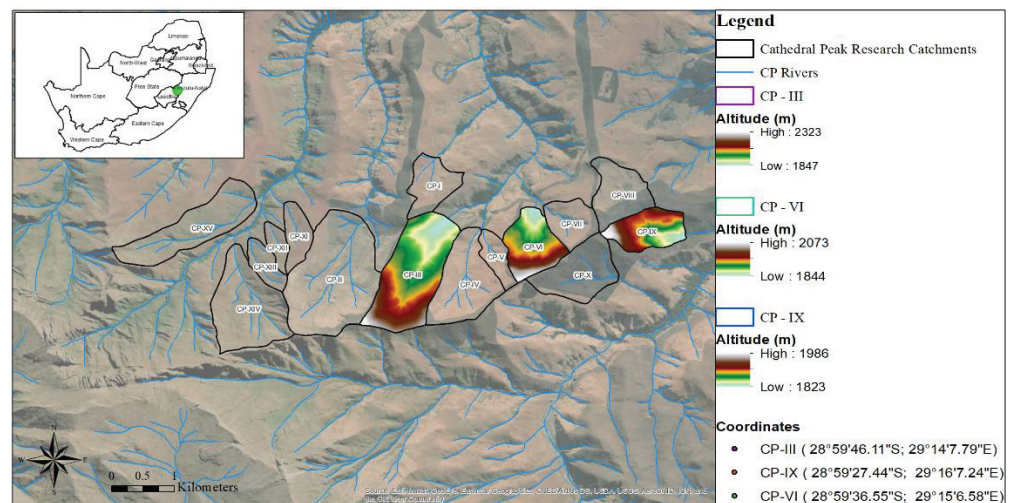 Limpopo
North-West
Free State
Northern Cape
Eastern Cape
Western Cape
CP-I
CP-VIII
CP-XV
CP-XI
CP-VII
CP-IX
CP-XII
CP-VI
CP-V
CP-XIII
CP-II
CP-III
CP-X
CP-IV
CP-XIV
N
W E
S
0 0.5 1
Kilometers
Legend
Cathedral Peak Research Catchments
CP Rivers
CP - III
Altitude (m)
High : 2323
Low : 1847
CP - VI
Altitude (m)
High : 2073
Low : 1844
CP - IX
Altitude (m)
High : 1986
Low : 1823
Coordinates
CP-III ( 28°59'46.11"S; 29°14'7.79"E)
CP-IX ( 28°59'27.44"S; 29°16'7.24"E)
CP-VI ( 28°59'36.55"S; 29°15'6.58"E)